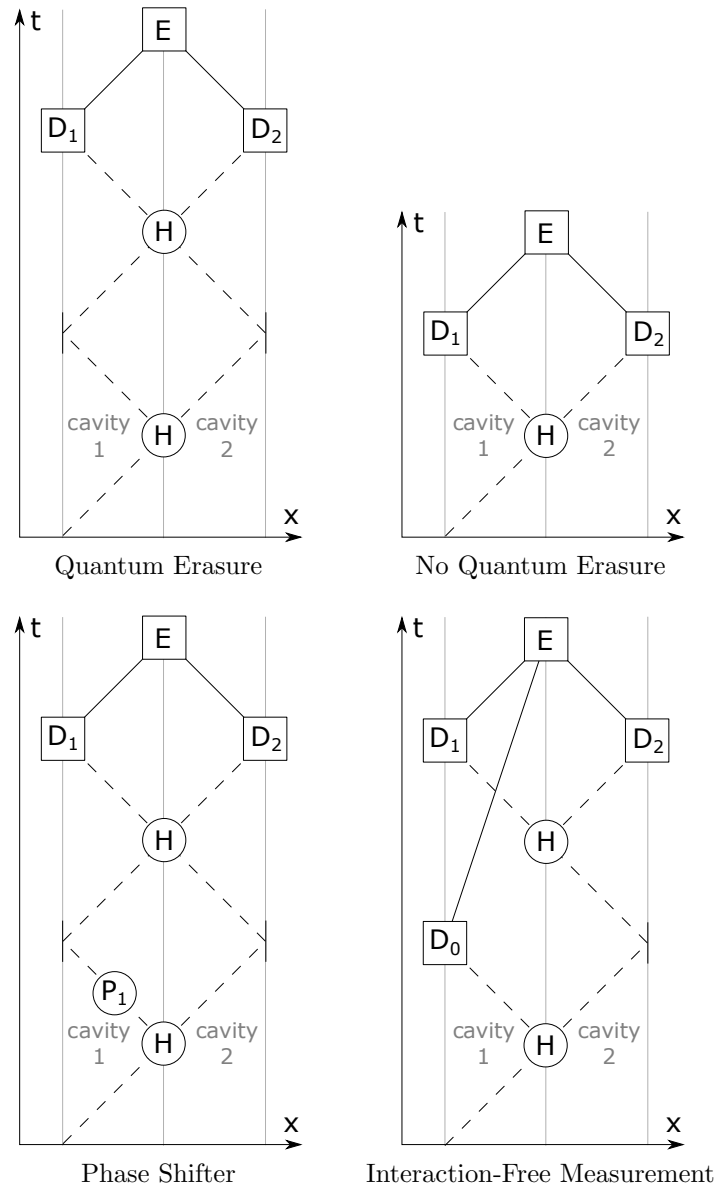 t
E
D₁ D₂
H
cavity 1 H cavity 2
x
Quantum Erasure
t
E
D₁ D₂
cavity 1 H cavity 2
x
No Quantum Erasure
t
E
D₁ D₂
H
P₁
cavity 1 H cavity 2
x
Phase Shifter
t
E
D₁ D₂
H
D₀
cavity 1 H cavity 2
x
Interaction-Free Measurement